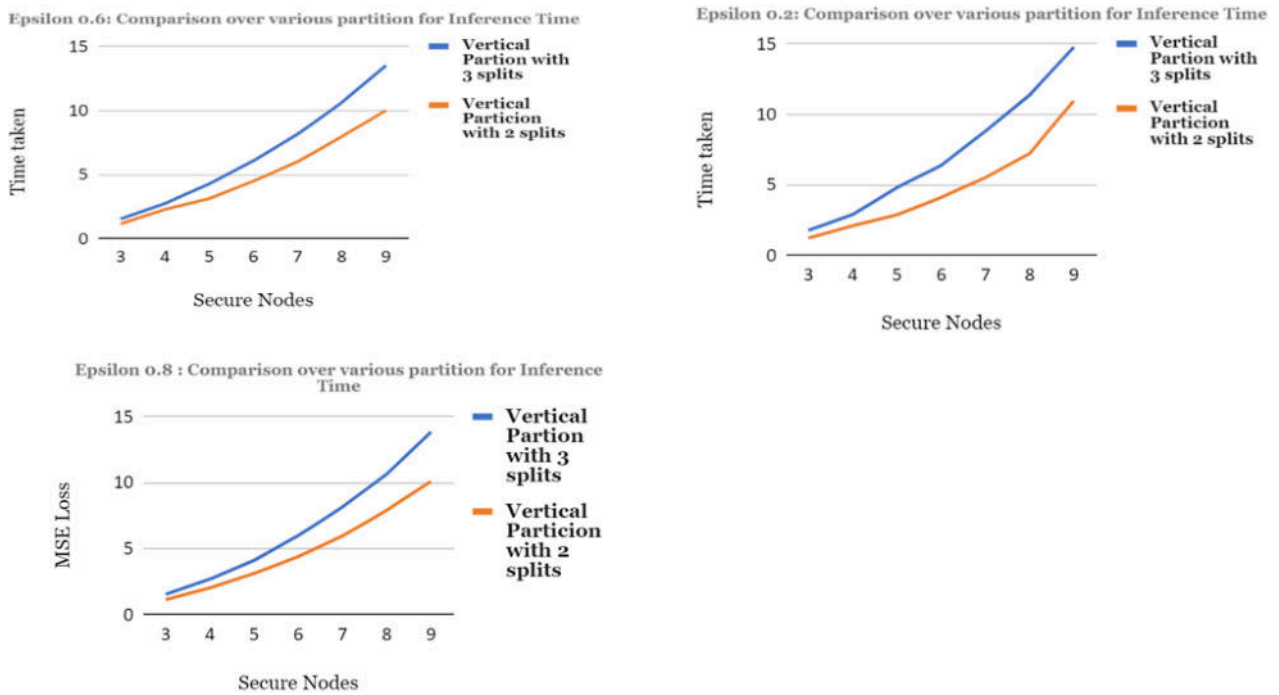 Epsilon 0.6: Comparison over various partition for Inference Time
15
10
5
0
Time taken
3 4 5 6 7 8 9
Secure Nodes
Vertical
Partion with
3 splits
Vertical
Particion
with 2 splits
Epsilon 0.2: Comparison over various partition for Inference Time
15
10
5
0
Time taken
3 4 5 6 7 8 9
Secure Nodes
Vertical
Partion with
3 splits
Vertical
Particion
with 2 splits
Epsilon 0.8 : Comparison over various partition for Inference
Time
15
10
5
0
MSE Loss
3 4 5 6 7 8 9
Secure Nodes
Vertical
Partion
with 3
splits
Vertical
Particion
with 2
splits